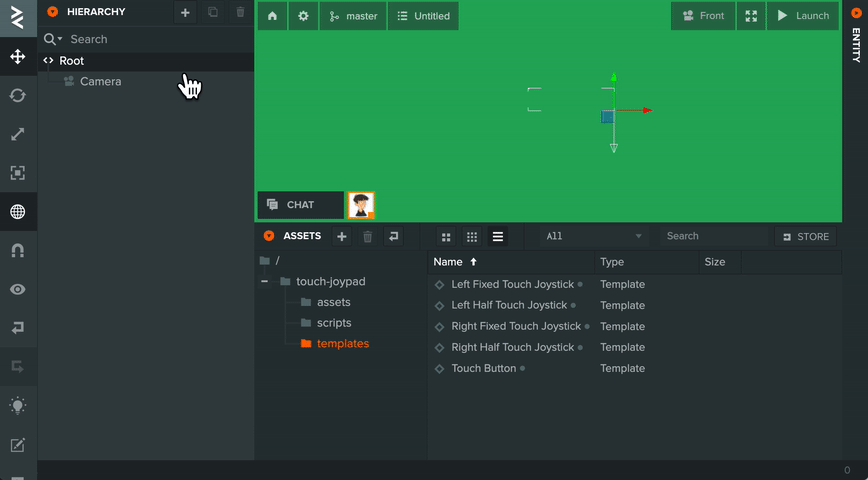 HIERARCHY
Search
Root
Camera
master
Untitled
Front
Launch
ENTITY
CHAT
ASSETS
All
Search
STORE
/
touch-joypad
assets
scripts
templates
Name Type Size
Left Fixed Touch Joystick Template
Left Half Touch Joystick Template
Right Fixed Touch Joystick Template
Right Half Touch Joystick Template
Touch Button Template
0